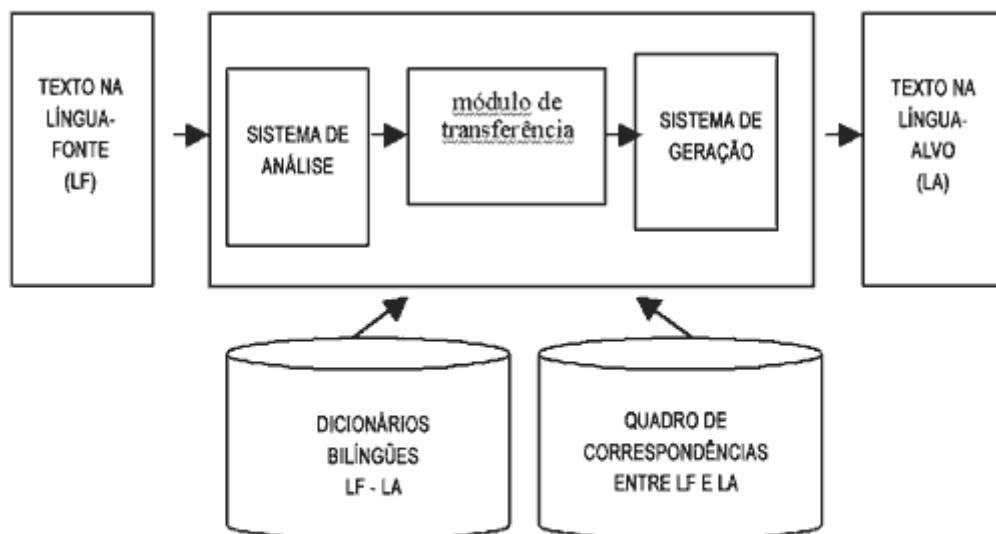 TEXTO NA
LÍNGUA-
FONTE
(LF)
SISTEMA DE
ANÁLISE
módulo de
transferência
SISTEMA DE
GERAÇÃO
TEXTO NA
LÍNGUA-
ALVO
(LA)
DICIONÁRIOS
BILÍNGÜES
LF - LA
QUADRO DE
CORRESPONDÊNCIAS
ENTRE LF E LA